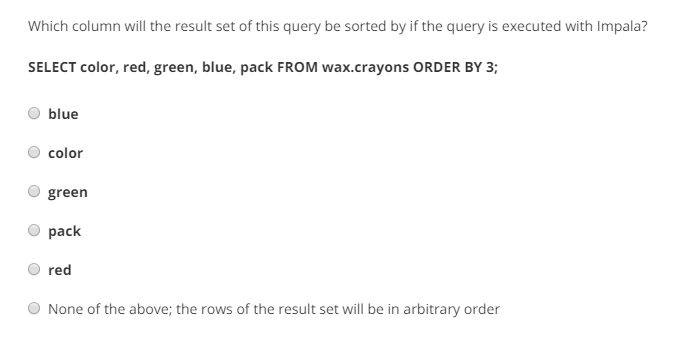 Which column will the result set of this query be sorted by if the query is executed with Impala?
SELECT color, red, green, blue, pack FROM wax.crayons ORDER BY 3;
blue
color
green
pack
red
None of the above; the rows of the result set will be in arbitrary order